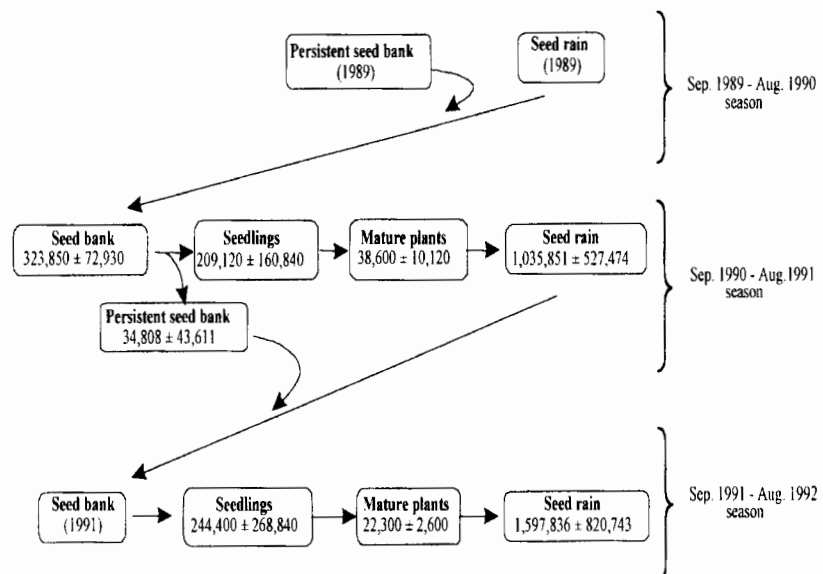 Persistent seed bank
(1989)
Seed rain
(1989)
Sep. 1989 - Aug. 1990
season
Seed bank
323,850 ± 72,930
Seedlings
209,120 ± 160,840
Mature plants
38,600 ± 10,120
Seed rain
1,035,851 ± 527,474
Sep. 1990 - Aug.1991
season
Persistent seed bank
34,808 ± 43,611
Seed bank
(1991)
Seedlings
244,400 ± 268,840
Mature plants
22,300 ± 2,600
Seed rain
1,597,836 ± 820,743
Sep. 1991 - Aug. 1992
season